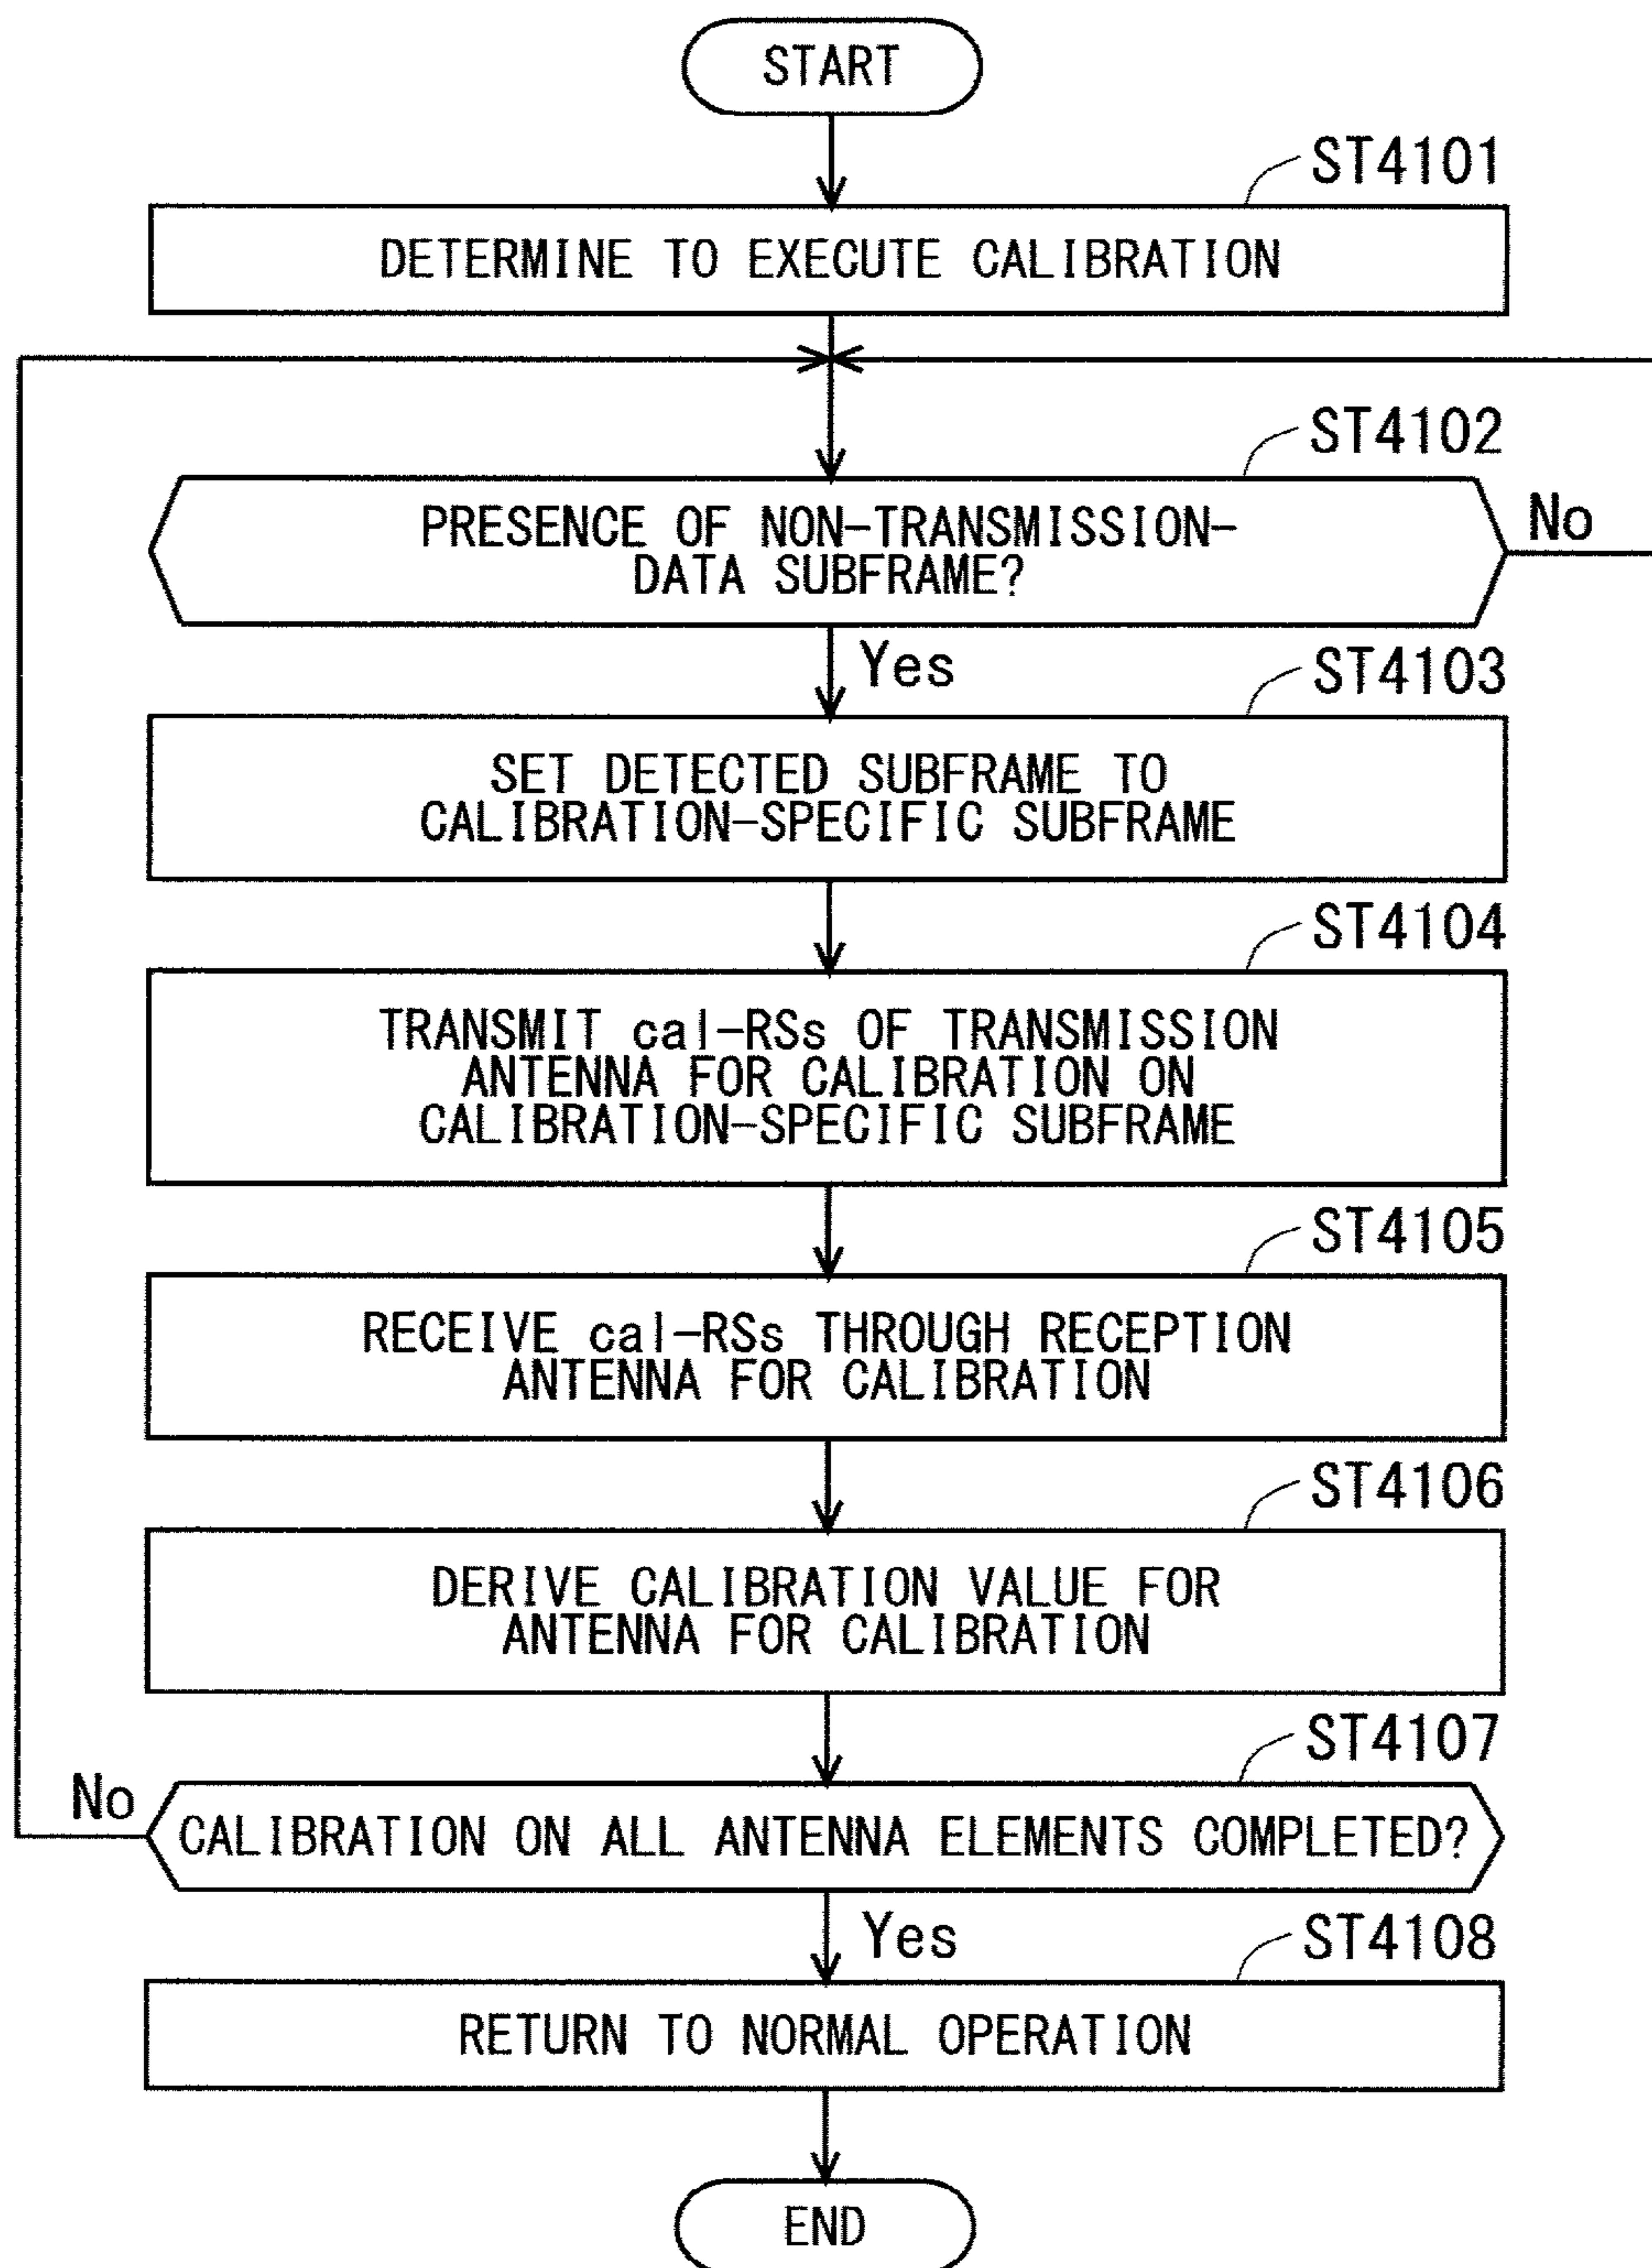 START
ST4101
DETERMINE TO EXECUTE CALIBRATION
ST4102
PRESENCE OF NON-TRANSMISSION-
DATA SUBFRAME?
No
Yes
ST4103
SET DETECTED SUBFRAME TO
CALIBRATION-SPECIFIC SUBFRAME
ST4104
TRANSMIT cal-RSs OF TRANSMISSION
ANTENNA FOR CALIBRATION ON
CALIBRATION-SPECIFIC SUBFRAME
ST4105
RECEIVE cal-RSs THROUGH RECEPTION
ANTENNA FOR CALIBRATION
ST4106
DERIVE CALIBRATION VALUE FOR
ANTENNA FOR CALIBRATION
ST4107
No
CALIBRATION ON ALL ANTENNA ELEMENTS COMPLETED?
Yes
ST4108
RETURN TO NORMAL OPERATION
END